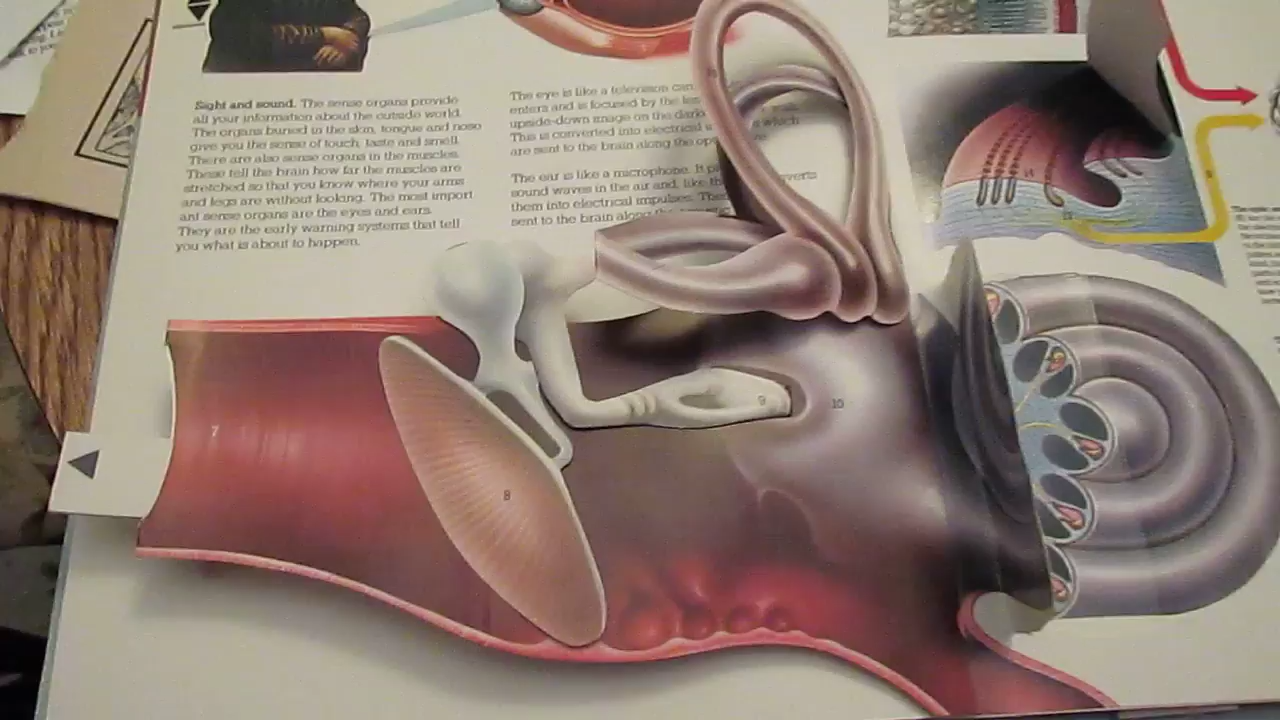 Sight and sound. The sense organs provide
all your information about the outside world.
The organs buried in the skin, tongue and nose
give you the sense of touch, taste and smell.
There are also sense organs in the muscles.
These tell the brain how far the muscles are
stretched so that you know where your arms
and legs are without looking. The most import
ant sense organs are the eyes and ears.
They are the early warning systems that tell
you what is about to happen.
The eye is like a television
enters and is focused by the
upside-down image on the
This is converted into electrical which
are sent to the brain along the
The ear is like a microphone. It
sound waves in the air and, like
them into electrical impulses.
sent to the brain along
7
8
9
10